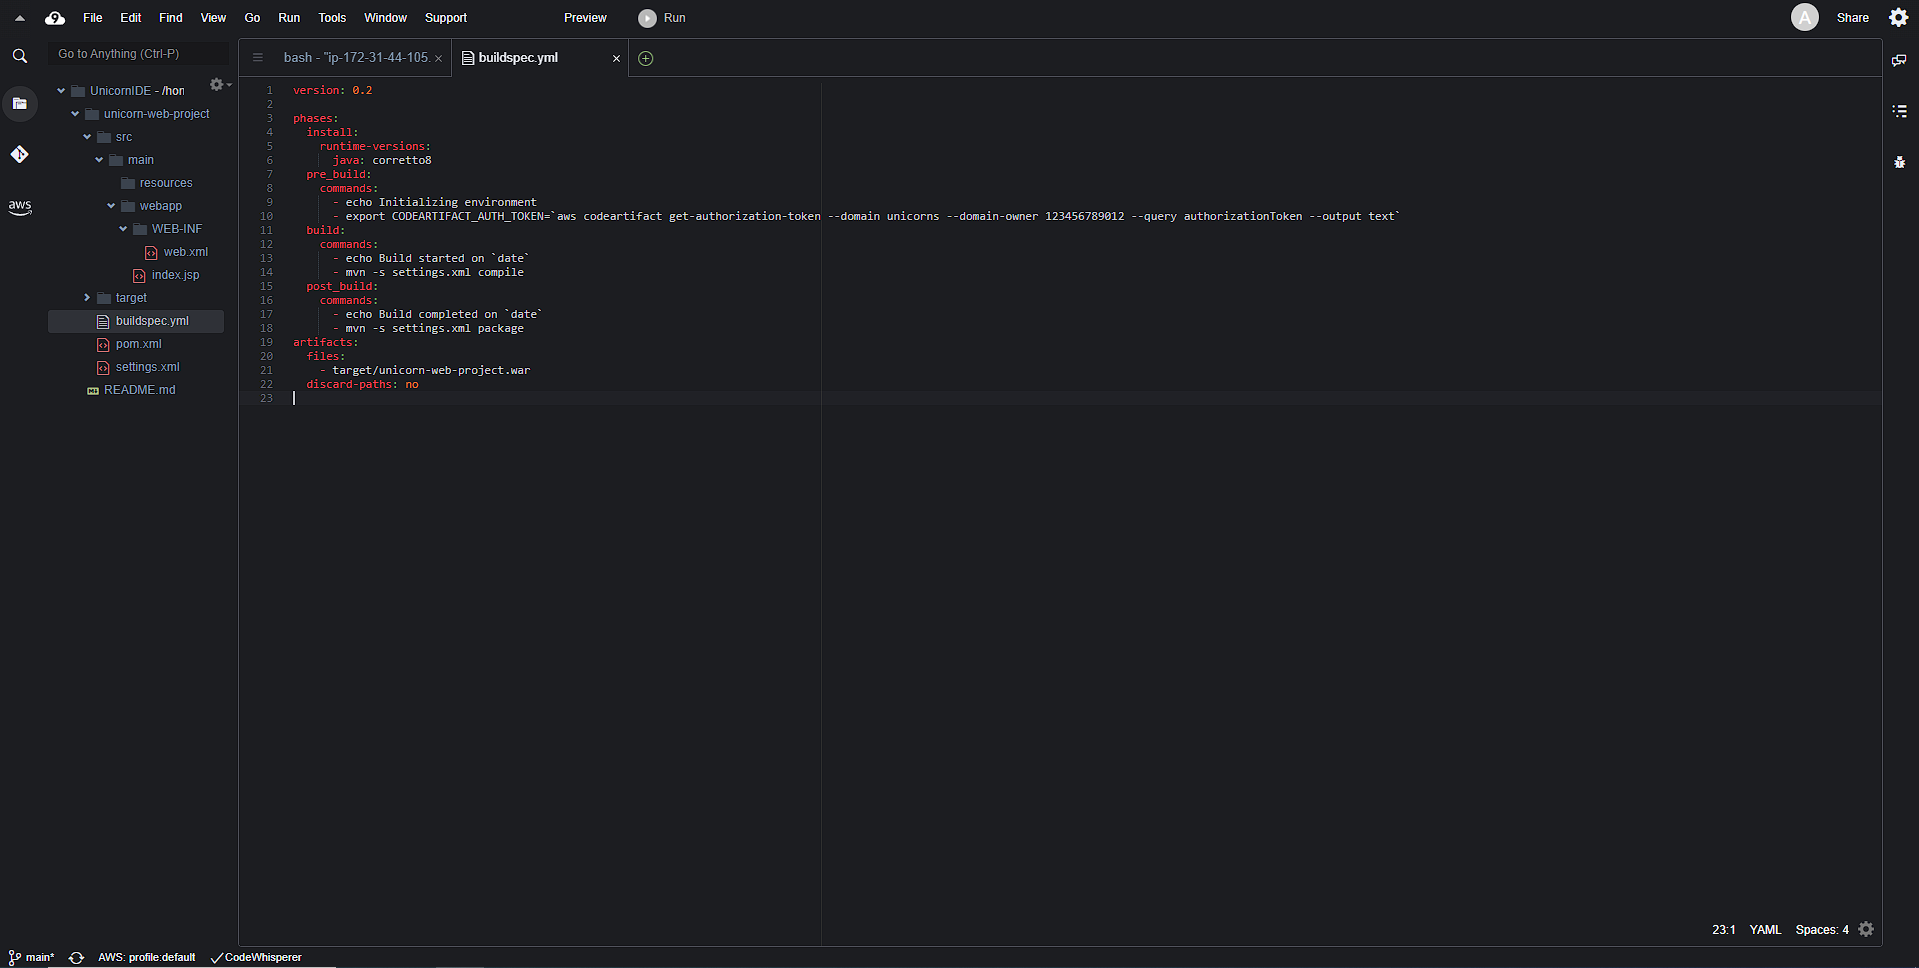 9 File Edit Find View Go Run Tools Window Support Preview Run A Share
Go to Anything (Ctrl-P)
bash - "ip-172-31-44-105. × buildspec.yml ×
UnicornIDE - /hon
unicorn-web-project
src
main
resources
webapp
WEB-INF
web.xml
index.jsp
target
buildspec.yml
pom.xml
settings.xml
README.md
aws
1 version: 0.2
2
3 phases:
4 install:
5 runtime-versions:
6 java: corretto8
7 pre_build:
8 commands:
9 - echo Initializing environment
10 - export CODEARTIFACT_AUTH_TOKEN=`aws codeartifact get-authorization-token --domain unicorns --domain-owner 123456789012 --query authorizationToken --output text`
11 build:
12 commands:
13 - echo Build started on `date`
14 - mvn -s settings.xml compile
15 post_build:
16 commands:
17 - echo Build completed on `date`
18 - mvn -s settings.xml package
19 artifacts:
20 files:
21 - target/unicorn-web-project.war
22 discard-paths: no
23
23:1 YAML Spaces: 4
main* AWS: profile:default CodeWhisperer